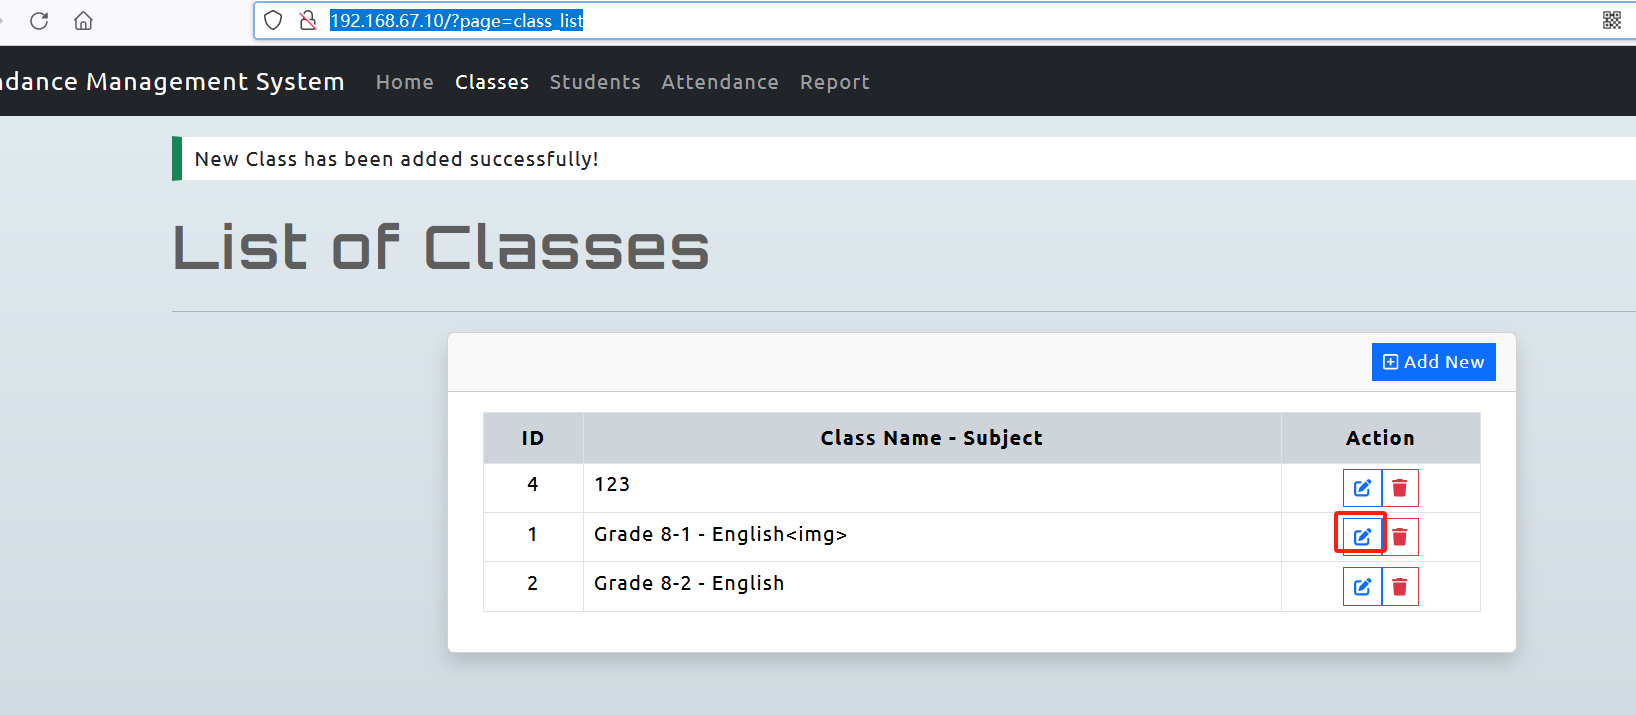 192.168.67.10/?page=class_list
ndance Management System Home Classes Students Attendance Report
New Class has been added successfully!
List of Classes
Add New
ID Class Name - Subject Action
4 123
1 Grade 8-1 - English<img>
2 Grade 8-2 - English